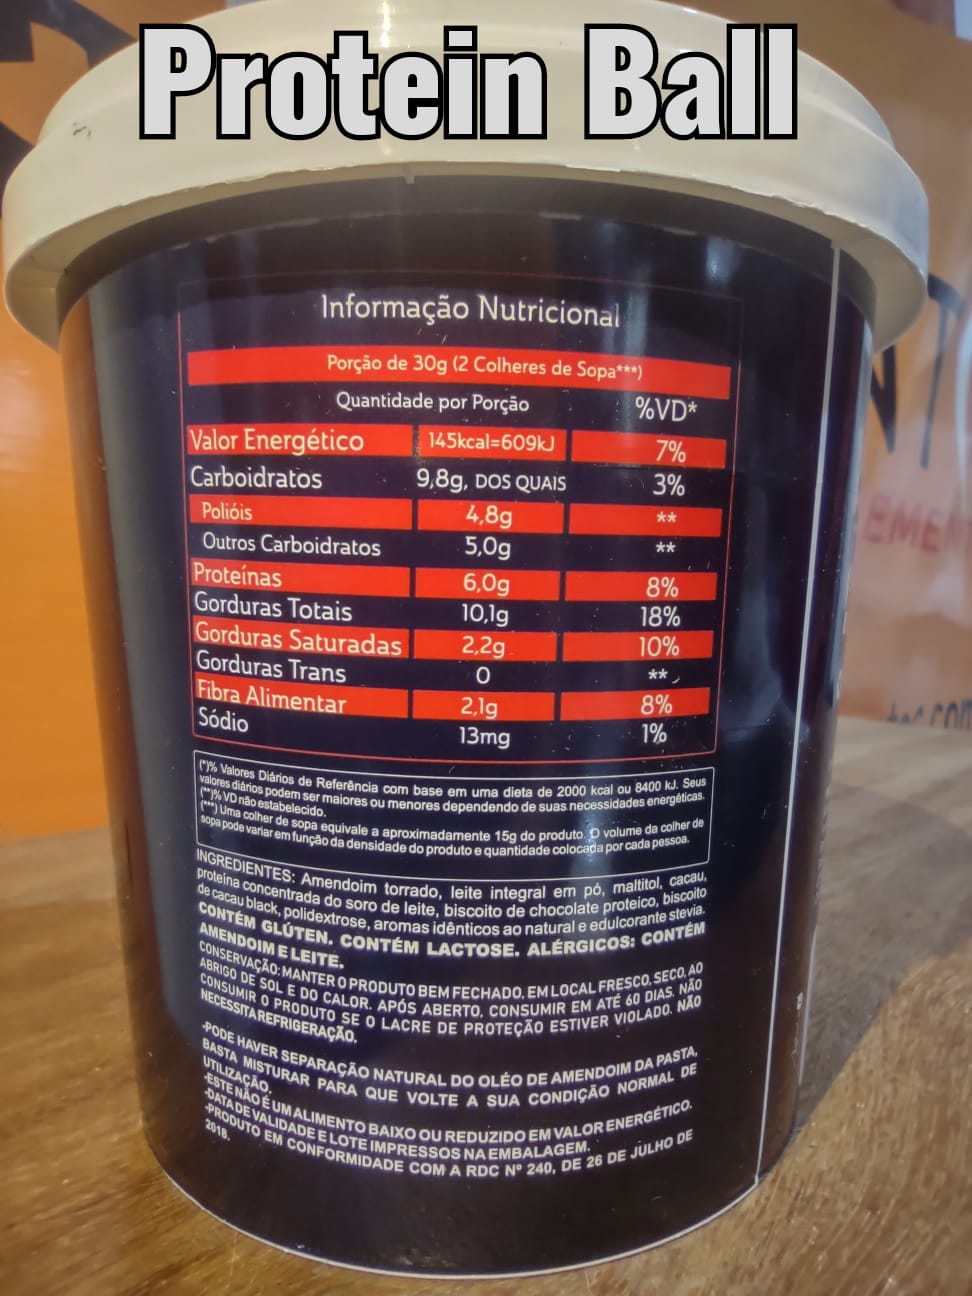 Protein Ball
Informação Nutricional
Porção de 30g (2 Colheres de Sopa***)
Quantidade por Porção %VD*
Valor Energético 145kcal=609kJ 7%
Carboidratos 9,8g, DOS QUAIS 3%
Polióis 4,8g **
Outros Carboidratos 5,0g **
Proteínas 6,0g 8%
Gorduras Totais 10,1g 18%
Gorduras Saturadas 2,2g 10%
Gorduras Trans 0 **
Fibra Alimentar 2,1g 8%
Sódio 13mg 1%
(*)% Valores Diários de Referência com base em uma dieta de 2000 kcal ou 8400 kJ. Seus
valores diários podem ser maiores ou menores dependendo de suas necessidades energéticas.
(**)% VD não estabelecido.
(***) Uma colher de sopa equivale a aproximadamente 15g do produto. O volume da colher de
sopa pode variar em função da densidade do produto e quantidade colocada por cada pessoa.
INGREDIENTES: Amendoim torrado, leite integral em pó, maltitol, cacau,
proteína concentrada do soro de leite, biscoito de chocolate proteico, biscoito
de cacau black, polidextrose, aromas idênticos ao natural e edulcorante stevia.
CONTÉM GLÚTEN. CONTÉM LACTOSE. ALÉRGICOS: CONTÉM
AMENDOIM E LEITE.
CONSERVAÇÃO: MANTER O PRODUTO BEM FECHADO, EM LOCAL FRESCO, SECO, AO
ABRIGO DE SOL E DO CALOR. APÓS ABERTO, CONSUMIR EM ATÉ 60 DIAS. NÃO
CONSUMIR O PRODUTO SE O LACRE DE PROTEÇÃO ESTIVER VIOLADO. NÃO
NECESSITA REFRIGERAÇÃO.
-PODE HAVER SEPARAÇÃO NATURAL DO OLÉO DE AMENDOIM DA PASTA,
BASTA MISTURAR PARA QUE VOLTE A SUA CONDIÇÃO NORMAL DE
UTILIZAÇÃO.
-ESTE NÃO É UM ALIMENTO BAIXO OU REDUZIDO EM VALOR ENERGÉTICO.
-DATA DE VALIDADE E LOTE IMPRESSOS NA EMBALAGEM.
-PRODUTO EM CONFORMIDADE COM A RDC Nº 240, DE 26 DE JULHO DE
2018.